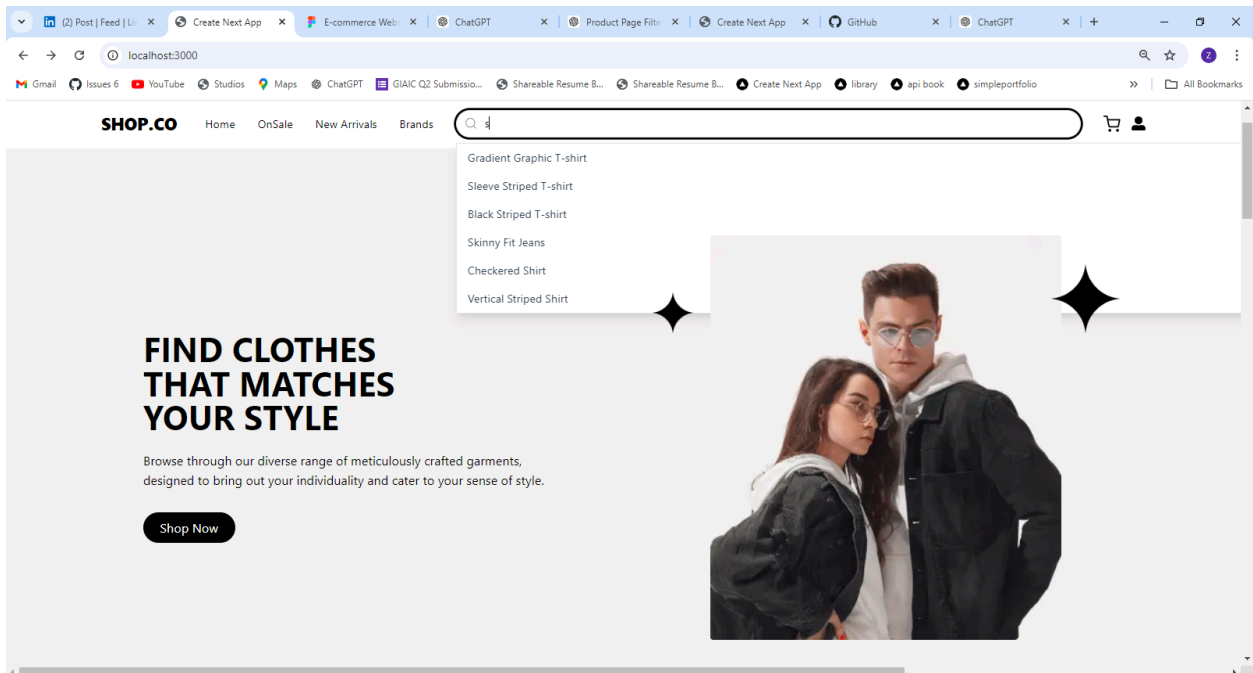 (2) Post | Feed | Lin
Create Next App
E-commerce Web
ChatGPT
Product Page Filte
Create Next App
GitHub
ChatGPT
localhost:3000
Z
Gmail
Issues 6
YouTube
Studios
Maps
ChatGPT
GIAIC Q2 Submissio...
Shareable Resume B...
Shareable Resume B...
Create Next App
library
api book
simpleportfolio
All Bookmarks
SHOP.CO Home OnSale New Arrivals Brands s
Gradient Graphic T-shirt
Sleeve Striped T-shirt
Black Striped T-shirt
Skinny Fit Jeans
Checkered Shirt
Vertical Striped Shirt
FIND CLOTHES
THAT MATCHES
YOUR STYLE
Browse through our diverse range of meticulously crafted garments,
designed to bring out your individuality and cater to your sense of style.
Shop Now